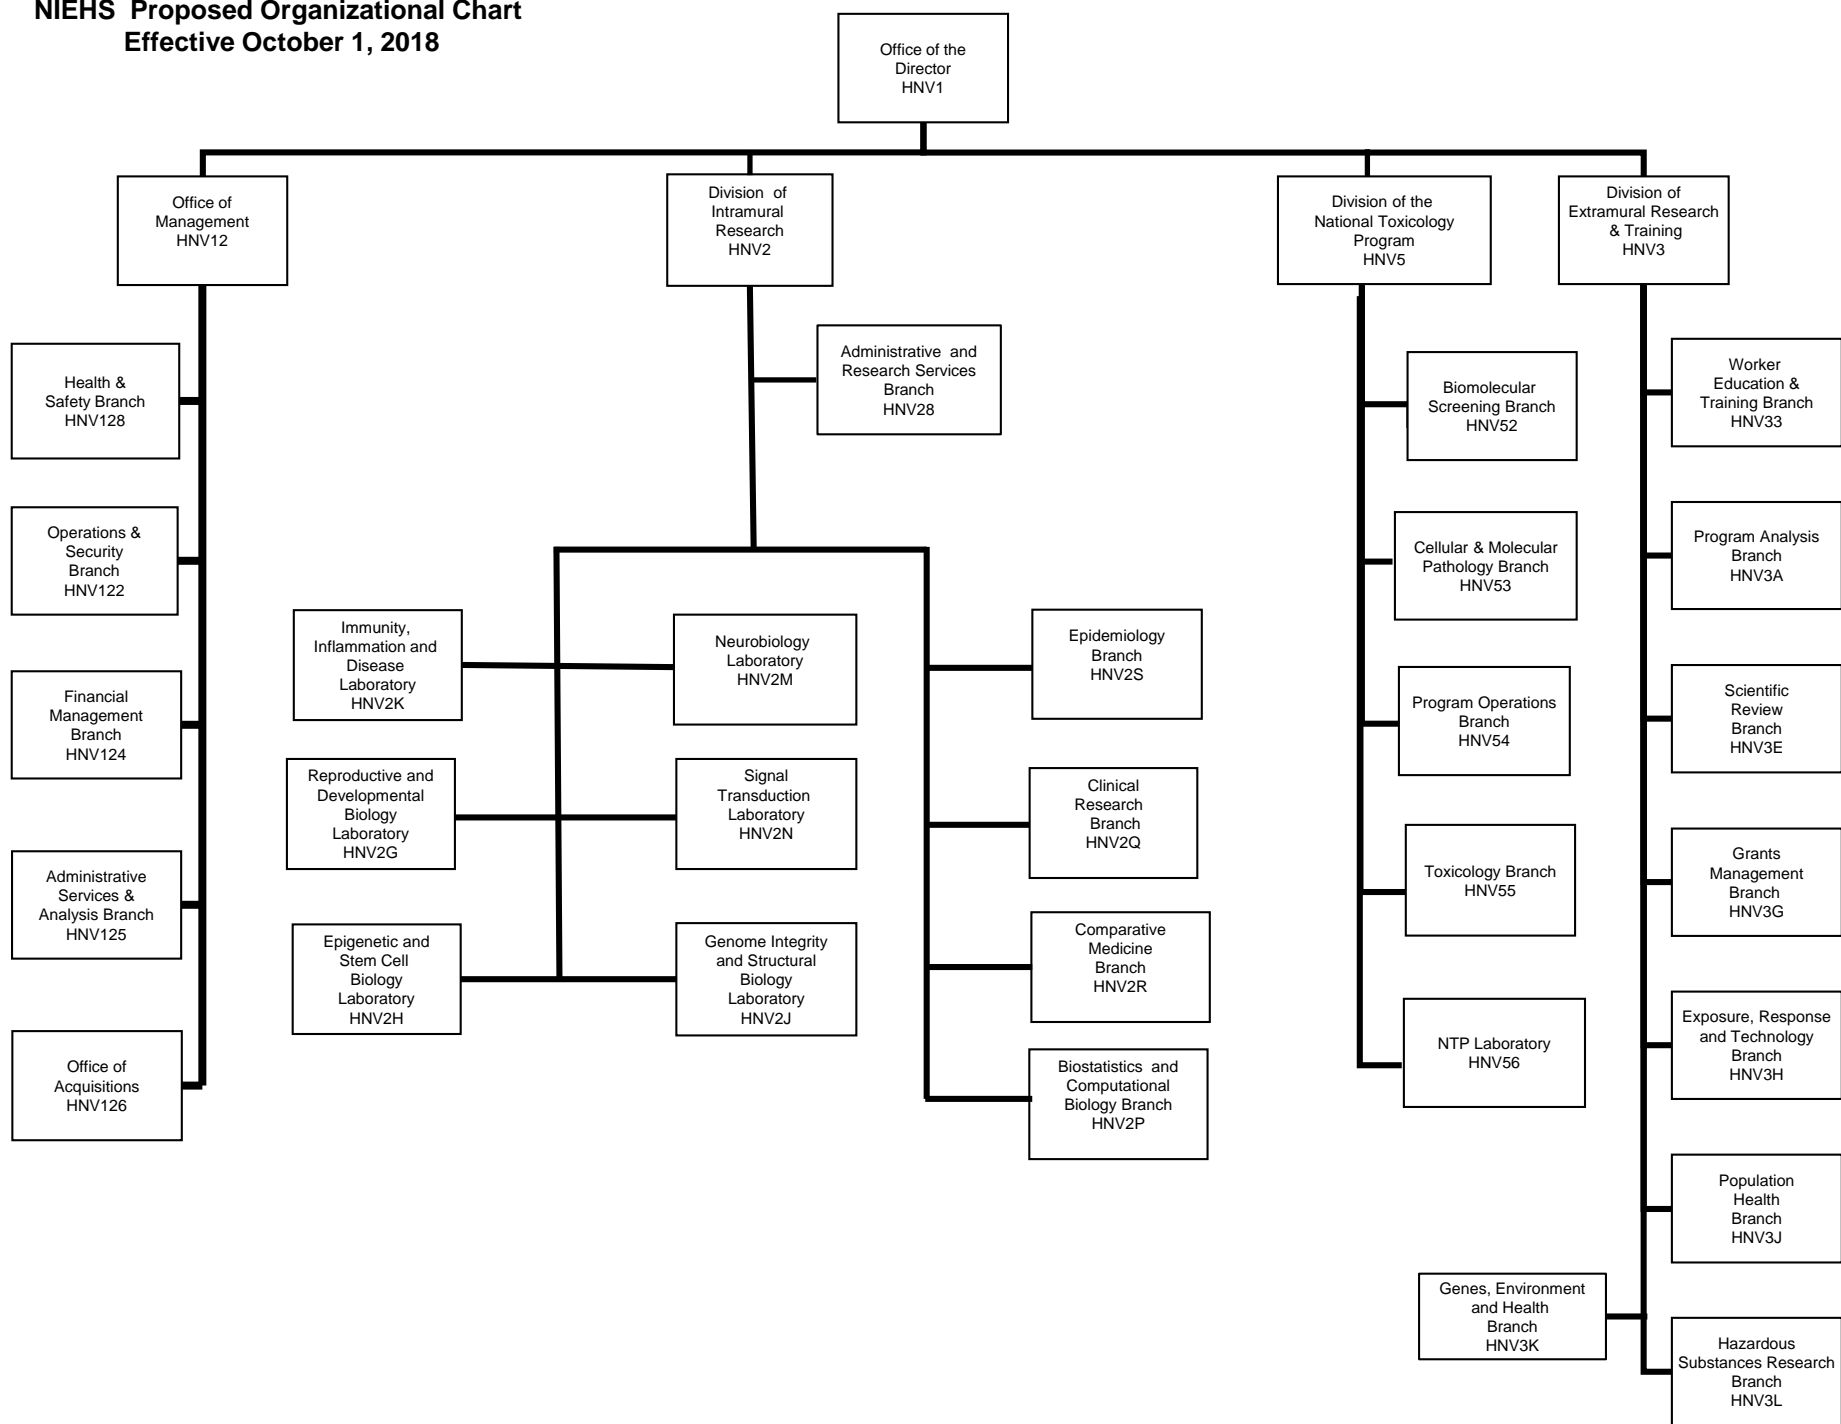 NIEHS Proposed Organizational Chart
Effective October 1, 2018
Office of the
Director
HNV1
Office of
Management
HNV12
Division of
Intramural
Research
HNV2
Division of the
National Toxicology
Program
HNV5
Division of
Extramural Research
& Training
HNV3
Health &
Safety Branch
HNV128
Operations &
Security
Branch
HNV122
Financial
Management
Branch
HNV124
Administrative
Services &
Analysis Branch
HNV125
Office of
Acquisitions
HNV126
Administrative and
Research Services
Branch
HNV28
Immunity,
Inflammation and
Disease
Laboratory
HNV2K
Reproductive and
Developmental
Biology
Laboratory
HNV2G
Epigenetic and
Stem Cell
Biology
Laboratory
HNV2H
Neurobiology
Laboratory
HNV2M
Signal
Transduction
Laboratory
HNV2N
Genome Integrity
and Structural
Biology
Laboratory
HNV2J
Epidemiology
Branch
HNV2S
Clinical
Research
Branch
HNV2Q
Comparative
Medicine
Branch
HNV2R
Biostatistics and
Computational
Biology Branch
HNV2P
Biomolecular
Screening Branch
HNV52
Cellular & Molecular
Pathology Branch
HNV53
Program Operations
Branch
HNV54
Toxicology Branch
HNV55
NTP Laboratory
HNV56
Worker
Education &
Training Branch
HNV33
Program Analysis
Branch
HNV3A
Scientific
Review
Branch
HNV3E
Grants
Management
Branch
HNV3G
Exposure, Response
and Technology
Branch
HNV3H
Population
Health
Branch
HNV3J
Genes, Environment
and Health
Branch
HNV3K
Hazardous
Substances Research
Branch
HNV3L